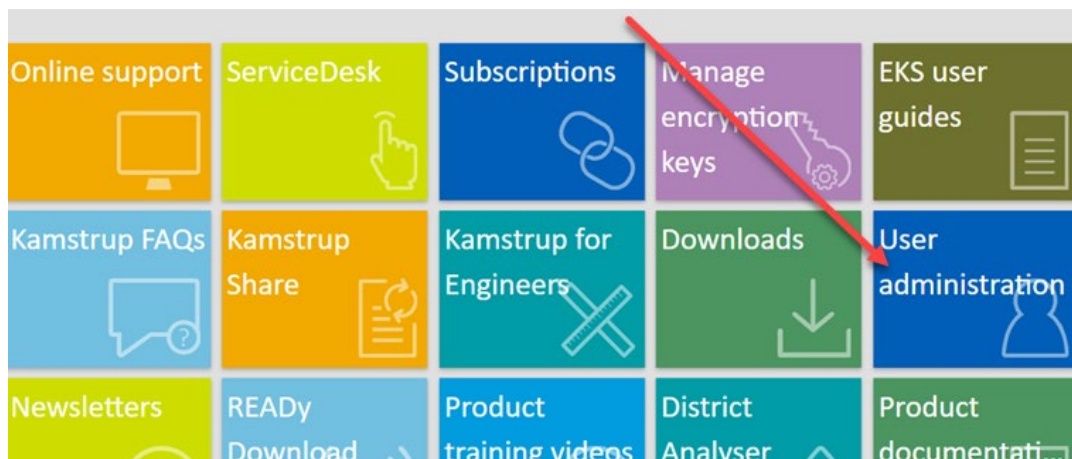 Online support
ServiceDesk
Subscriptions
Manage
encryption
keys
EKS user
guides
Kamstrup FAQs
?
Kamstrup
Share
Kamstrup for
Engineers
Downloads
User
administration
Newsletters
READy
Download
Product
training videos
District
Analyser
Product
documentati...